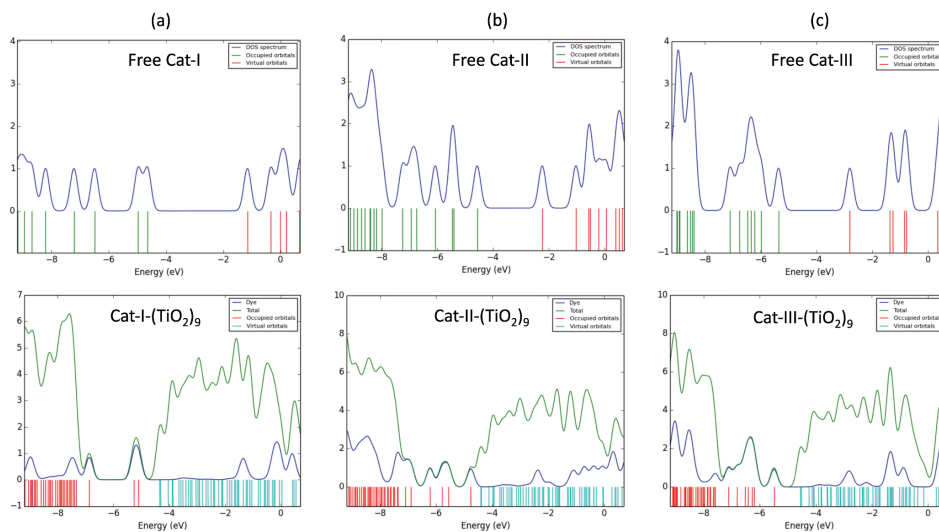 (a)
(b)
(c)
Free Cat-I
DOS spectrum
Occupied orbitals
Virtual orbitals
4
3
2
1
0
−8
−6
−4
−2
0
Energy (eV)
Free Cat-II
DOS spectrum
Occupied orbitals
Virtual orbitals
4
3
2
1
0
−1
−8
−6
−4
−2
0
Energy (eV)
Free Cat-III
DOS spectrum
Occupied orbitals
Virtual orbitals
4
3
2
1
0
−1
−8
−6
−4
−2
0
Energy (eV)
Cat-I-(TiO₂)₉
Dye
Total
Occupied orbitals
Virtual orbitals
7
6
5
4
3
2
1
0
−1
−8
−6
−4
−2
0
Energy (eV)
Cat-II-(TiO₂)₉
Dye
Total
Occupied orbitals
Virtual orbitals
10
8
6
4
2
0
−8
−6
−4
−2
0
Energy (eV)
Cat-III-(TiO₂)₉
Dye
Total
Occupied orbitals
Virtual orbitals
10
8
6
4
2
0
−8
−6
−4
−2
0
Energy (eV)